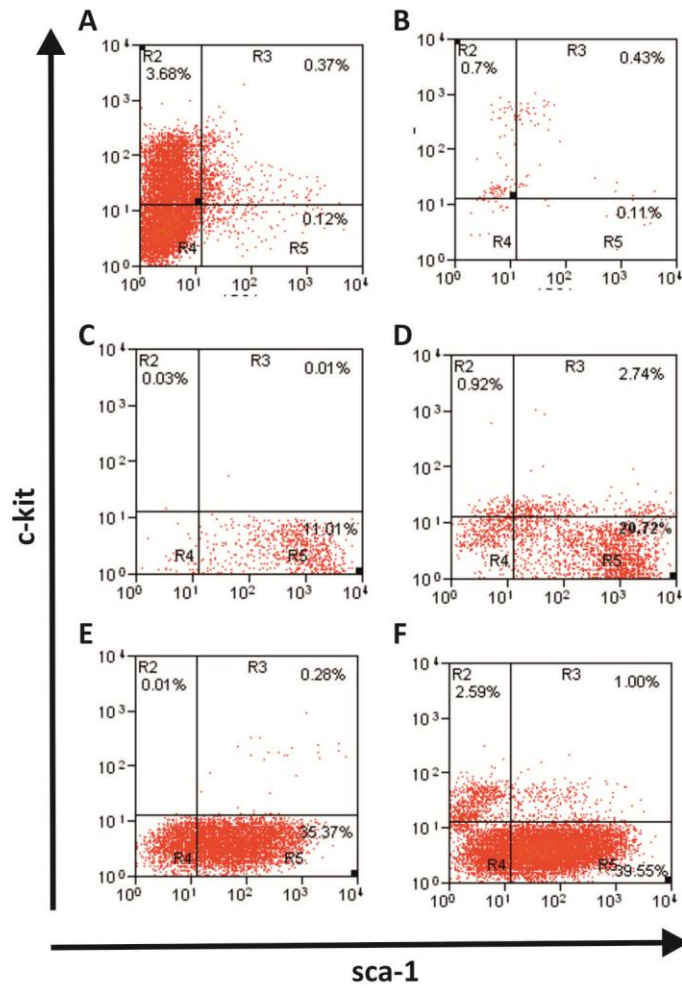 A
B
10⁴ R2 R3 0.37%
3.68%
10³
10²
10¹ 0.12%
R4 R5
10⁰
10⁰ 10¹ 10² 10³ 10⁴
10⁴ R2 R3 0.43%
0.7%
10³
10²
10¹ 0.11%
R4 R5
10⁰
10⁰ 10¹ 10² 10³ 10⁴
C
D
10⁴ R2 R3 0.01%
0.03%
10³
10²
10¹ 11.01%
R4 R5
10⁰
10⁰ 10¹ 10² 10³ 10⁴
10⁴ R2 R3 2.74%
0.92%
10³
10²
10¹ 20.72%
R4 R5
10⁰
10⁰ 10¹ 10² 10³ 10⁴
c-kit
E
F
10⁴ R2 R3 0.28%
0.01%
10³
10²
10¹ 35.37%
R4 R5
10⁰
10⁰ 10¹ 10² 10³ 10⁴
10⁴ R2 R3 1.00%
2.59%
10³
10²
10¹
R4 R5 39.55%
10⁰
10⁰ 10¹ 10² 10³ 10⁴
sca-1